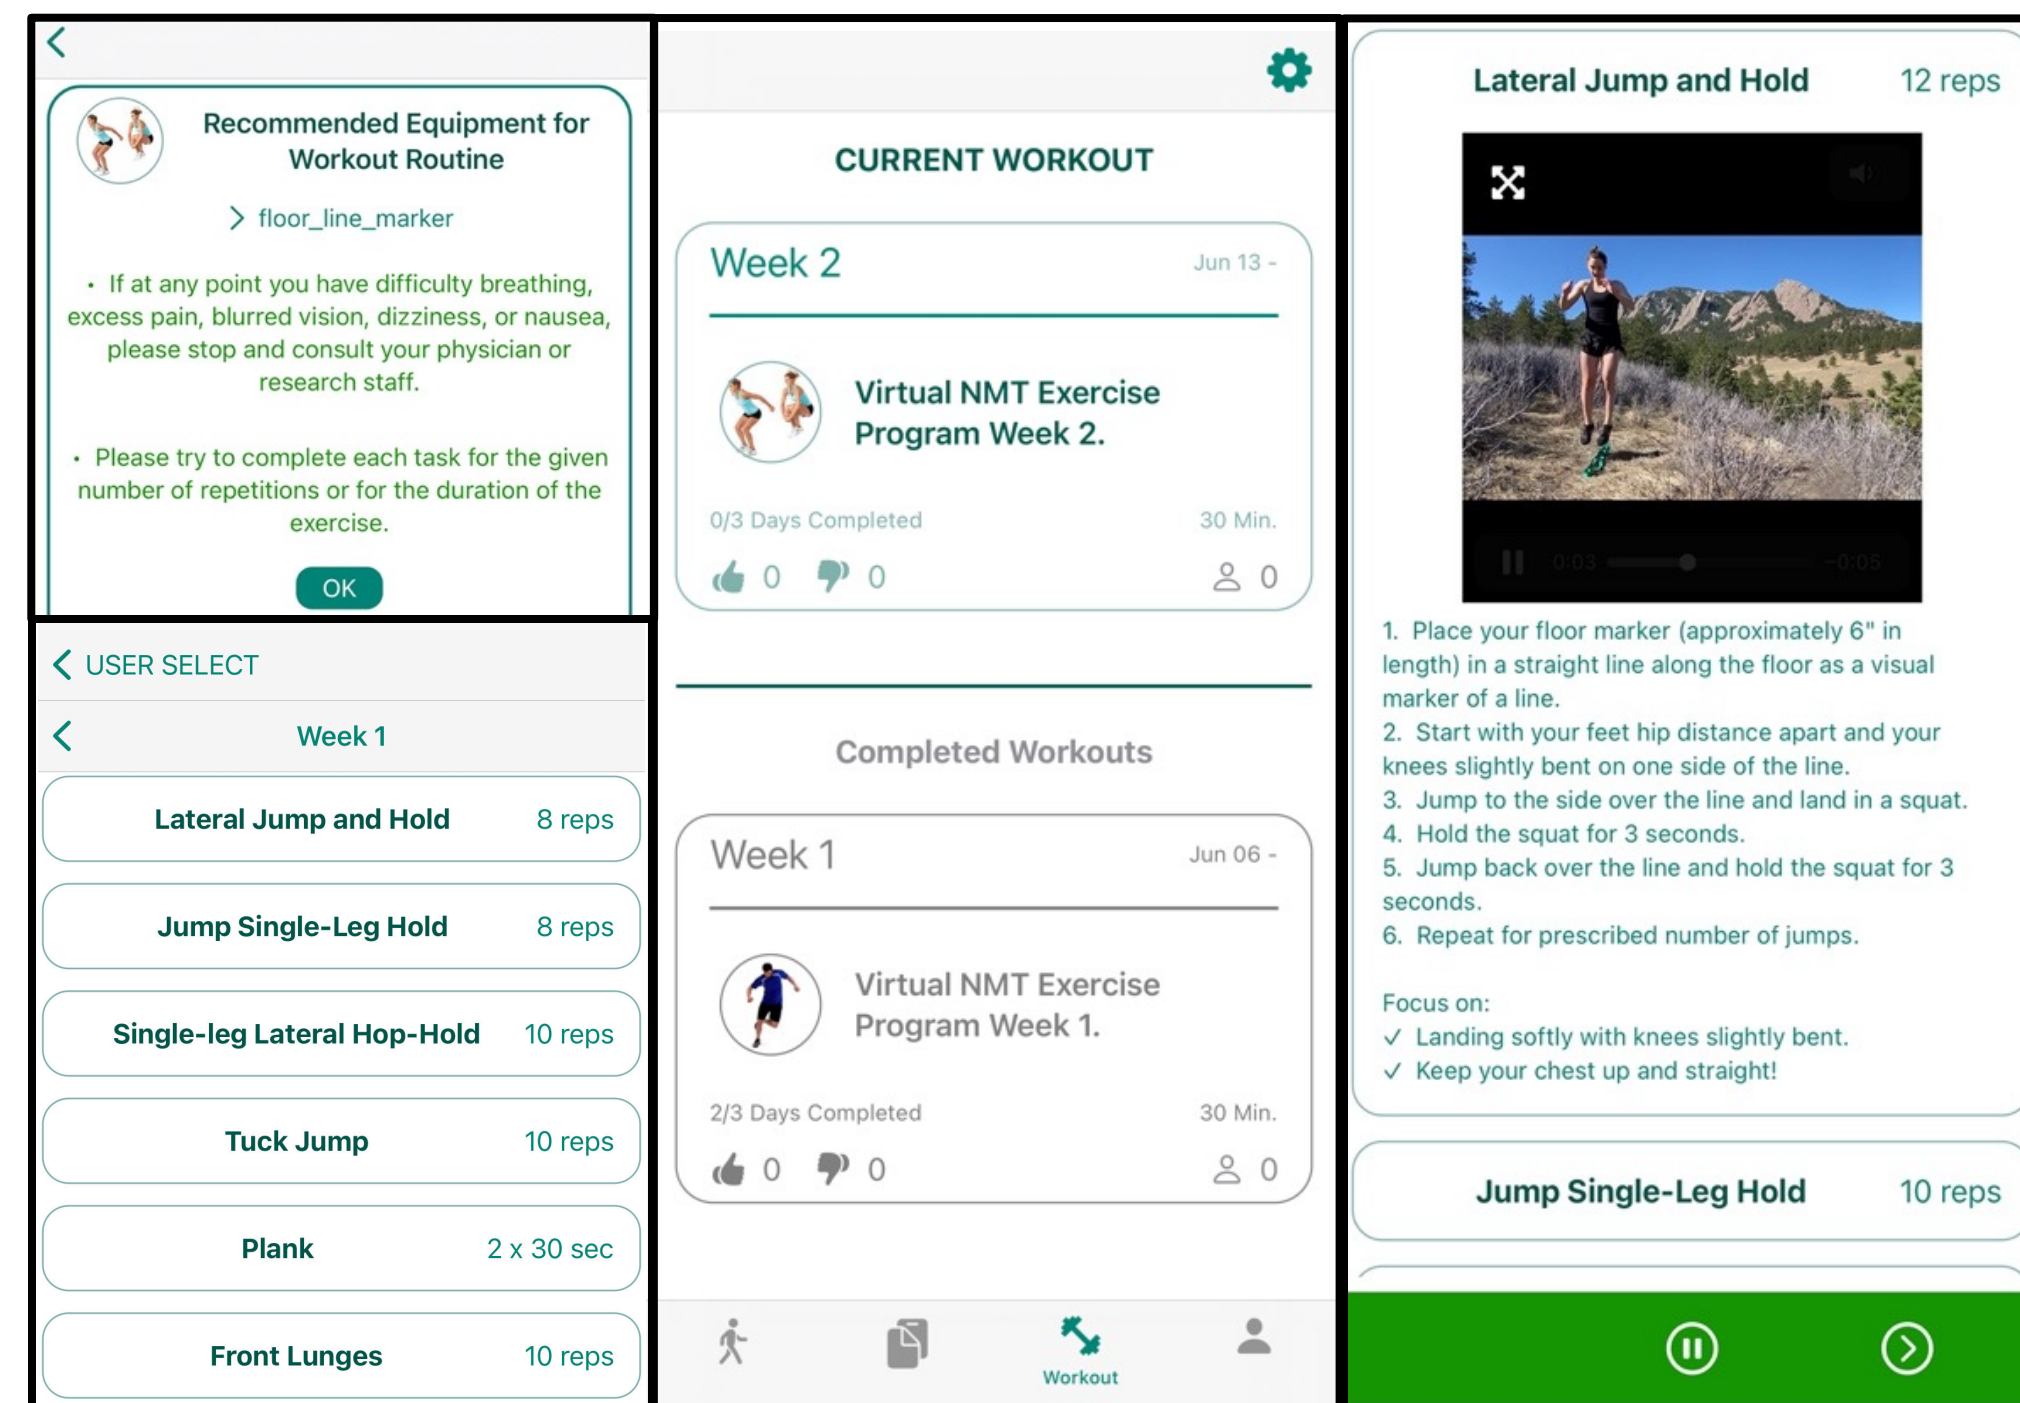 Recommended Equipment for
Workout Routine
floor_line_marker
• If at any point you have difficulty breathing,
excess pain, blurred vision, dizziness, or nausea,
please stop and consult your physician or
research staff.
• Please try to complete each task for the given
number of repetitions or for the duration of the
exercise.
OK
USER SELECT
Week 1
Lateral Jump and Hold 8 reps
Jump Single-Leg Hold 8 reps
Single-leg Lateral Hop-Hold 10 reps
Tuck Jump 10 reps
Plank 2 x 30 sec
Front Lunges 10 reps
CURRENT WORKOUT
Week 2 Jun 13 -
Virtual NMT Exercise
Program Week 2.
0/3 Days Completed 30 Min.
0 0 0
Completed Workouts
Week 1 Jun 06 -
Virtual NMT Exercise
Program Week 1.
2/3 Days Completed 30 Min.
0 0 0
Workout
Lateral Jump and Hold 12 reps
0:03 -0:05
1. Place your floor marker (approximately 6" in
length) in a straight line along the floor as a visual
marker of a line.
2. Start with your feet hip distance apart and your
knees slightly bent on one side of the line.
3. Jump to the side over the line and land in a squat.
4. Hold the squat for 3 seconds.
5. Jump back over the line and hold the squat for 3
seconds.
6. Repeat for prescribed number of jumps.
Focus on:
✓ Landing softly with knees slightly bent.
✓ Keep your chest up and straight!
Jump Single-Leg Hold 10 reps